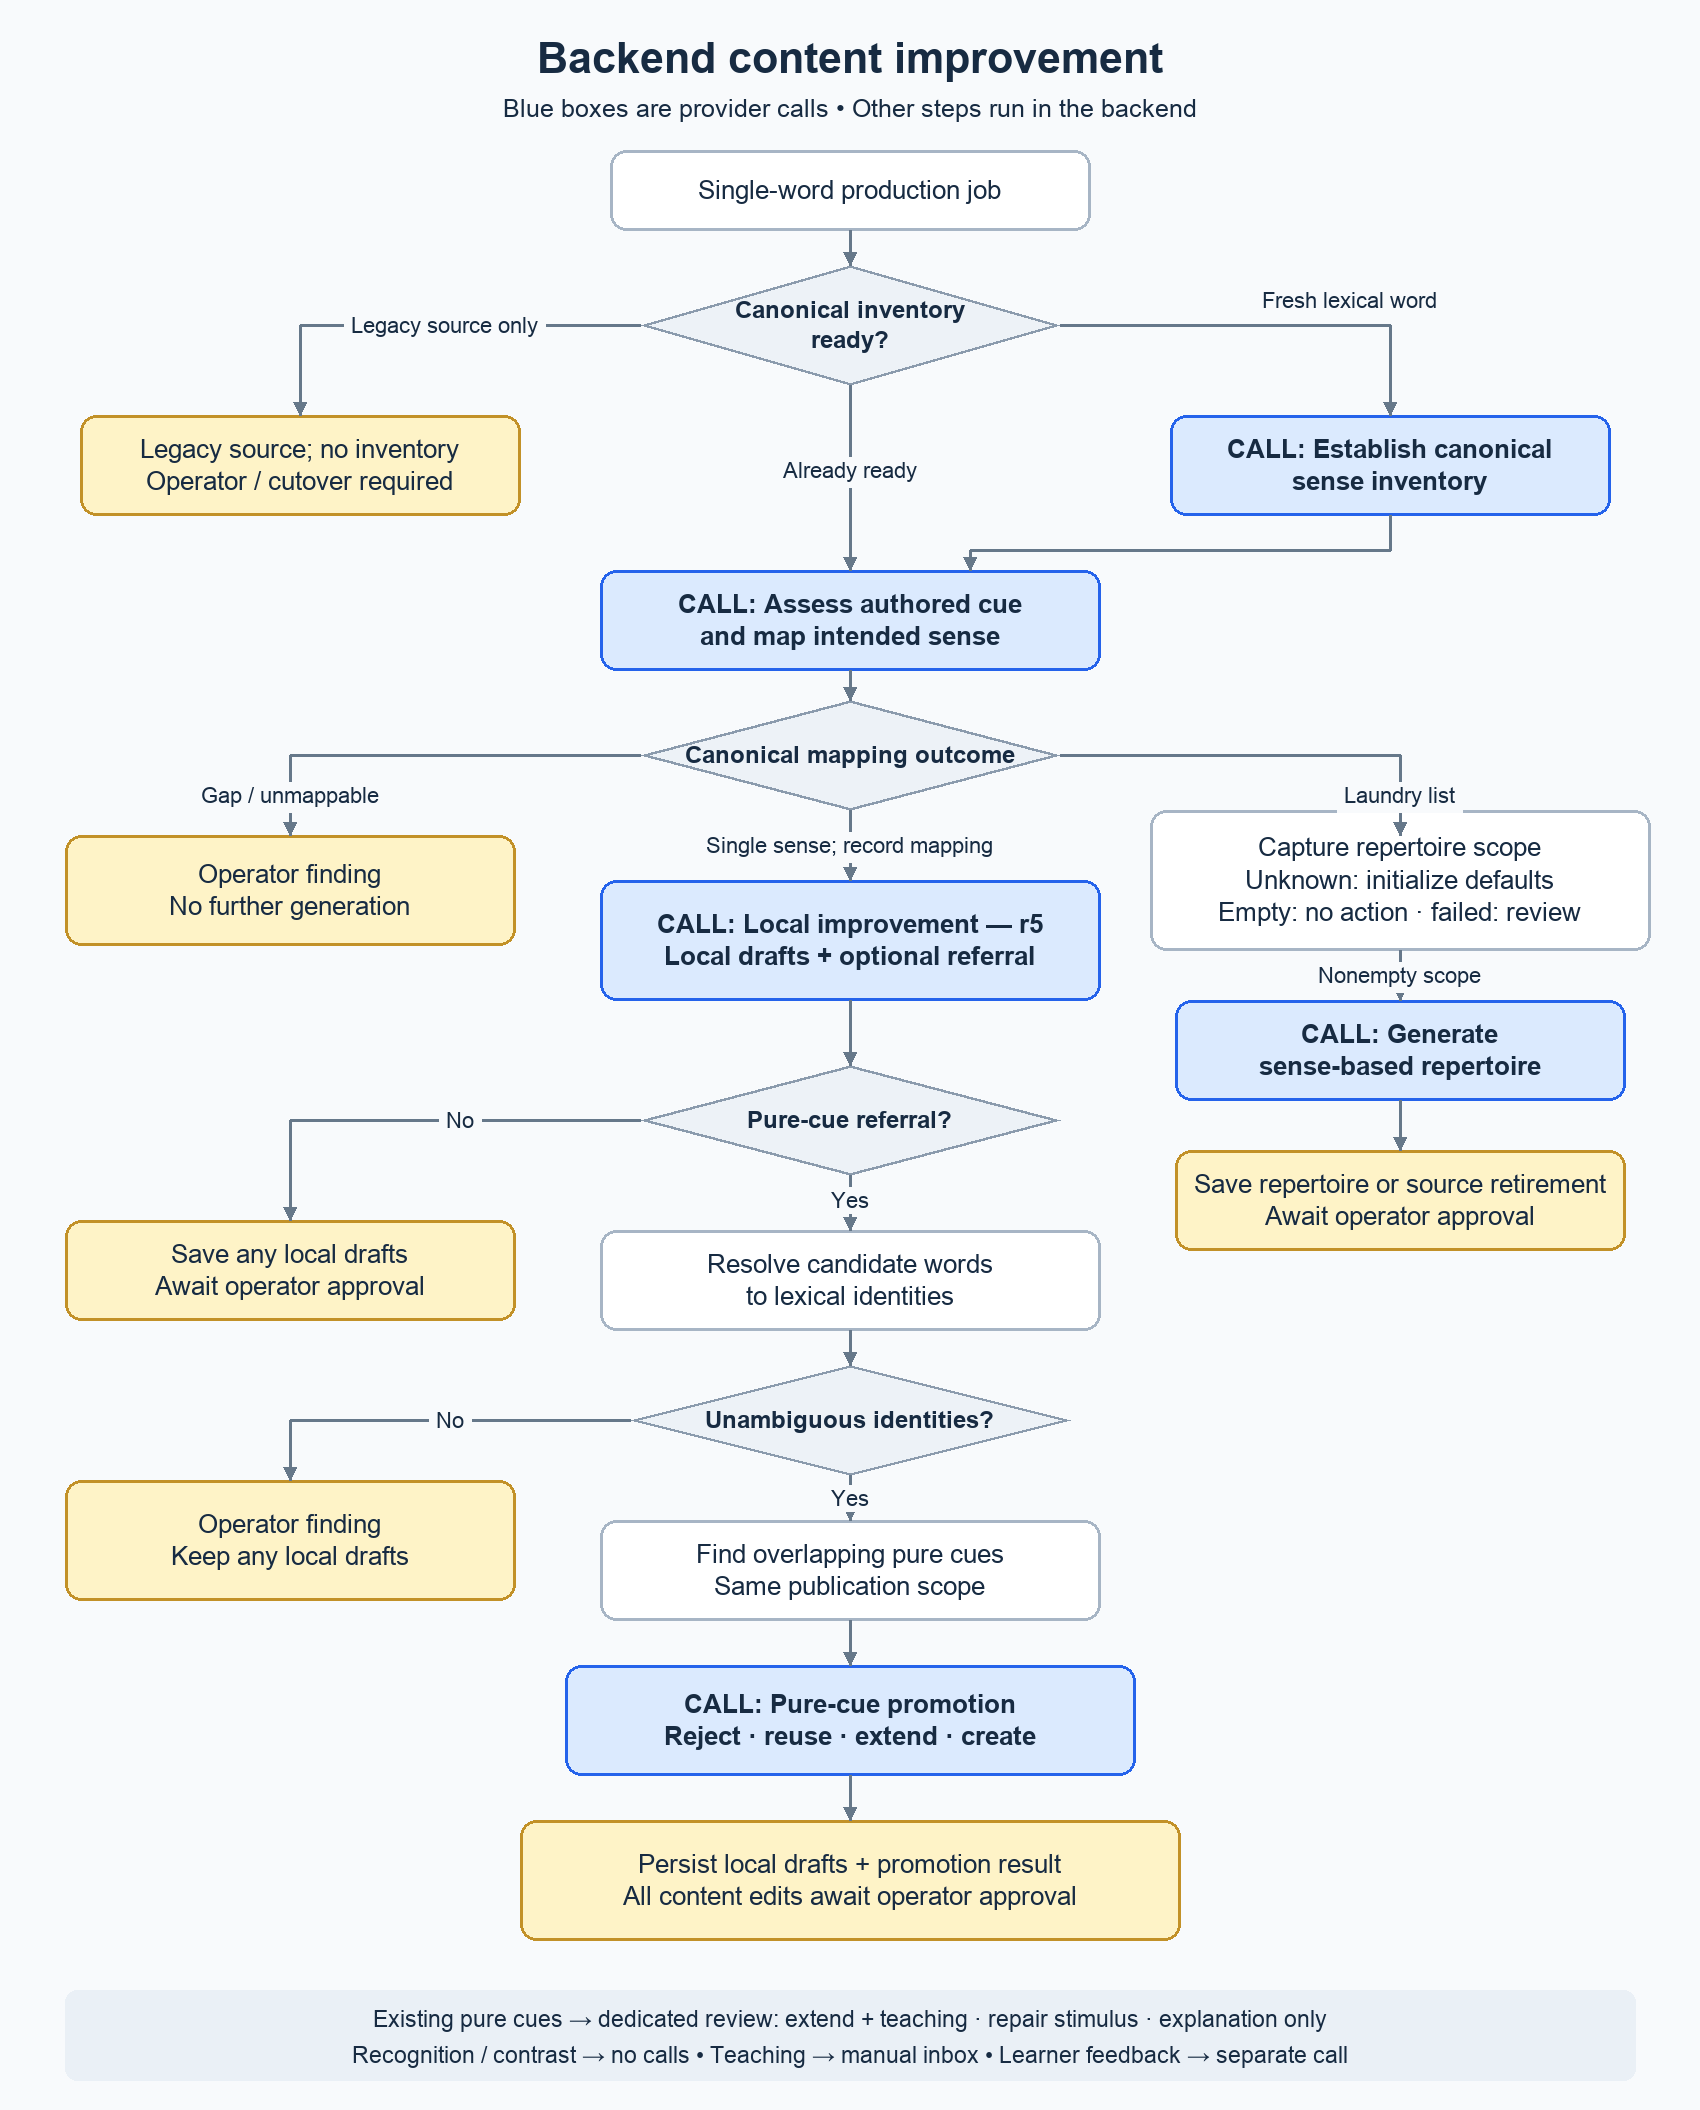 Backend content improvement
Blue boxes are provider calls • Other steps run in the backend
Single-word production job
Canonical inventory
ready?
Legacy source only
Fresh lexical word
Legacy source; no inventory
Operator / cutover required
Already ready
CALL: Establish canonical
sense inventory
CALL: Assess authored cue
and map intended sense
Canonical mapping outcome
Gap / unmappable
Laundry list
Single sense; record mapping
Operator finding
No further generation
CALL: Local improvement — r5
Local drafts + optional referral
Capture repertoire scope
Unknown: initialize defaults
Empty: no action · failed: review
Nonempty scope
CALL: Generate
sense-based repertoire
Pure-cue referral?
No
Yes
Save repertoire or source retirement
Await operator approval
Save any local drafts
Await operator approval
Resolve candidate words
to lexical identities
Unambiguous identities?
No
Yes
Operator finding
Keep any local drafts
Find overlapping pure cues
Same publication scope
CALL: Pure-cue promotion
Reject · reuse · extend · create
Persist local drafts + promotion result
All content edits await operator approval
Existing pure cues → dedicated review: extend + teaching · repair stimulus · explanation only
Recognition / contrast → no calls • Teaching → manual inbox • Learner feedback → separate call